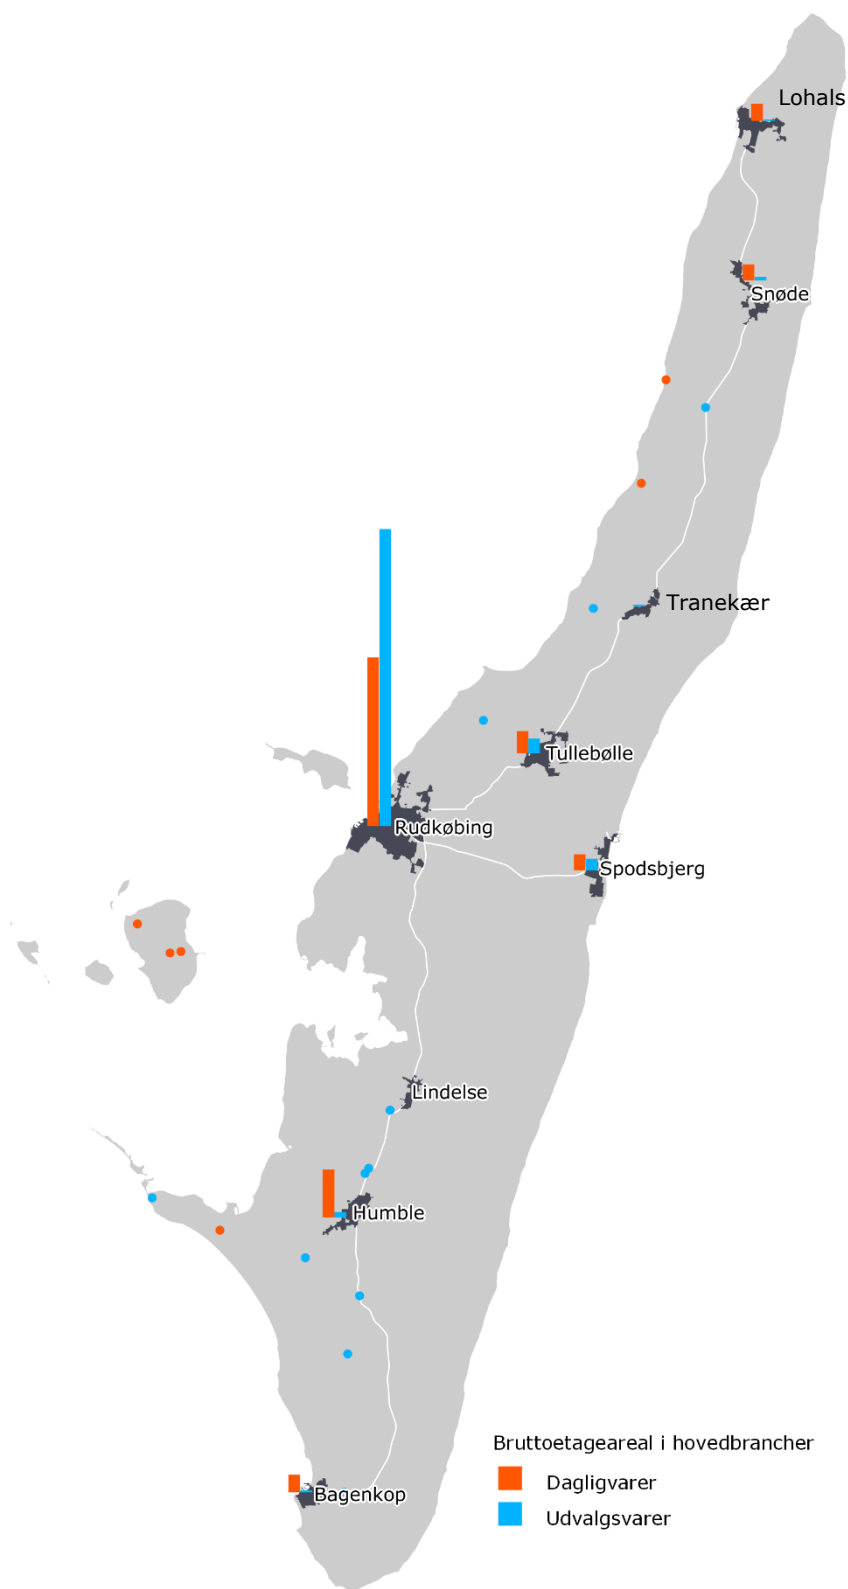 Lohals
Snøde
Tranekær
Tullebølle
Rudkøbing
Spodsbjerg
Lindelse
Humble
Bagenkop
Bruttoetageareal i hovedbrancher
Dagligvarer
Udvalgsvarer